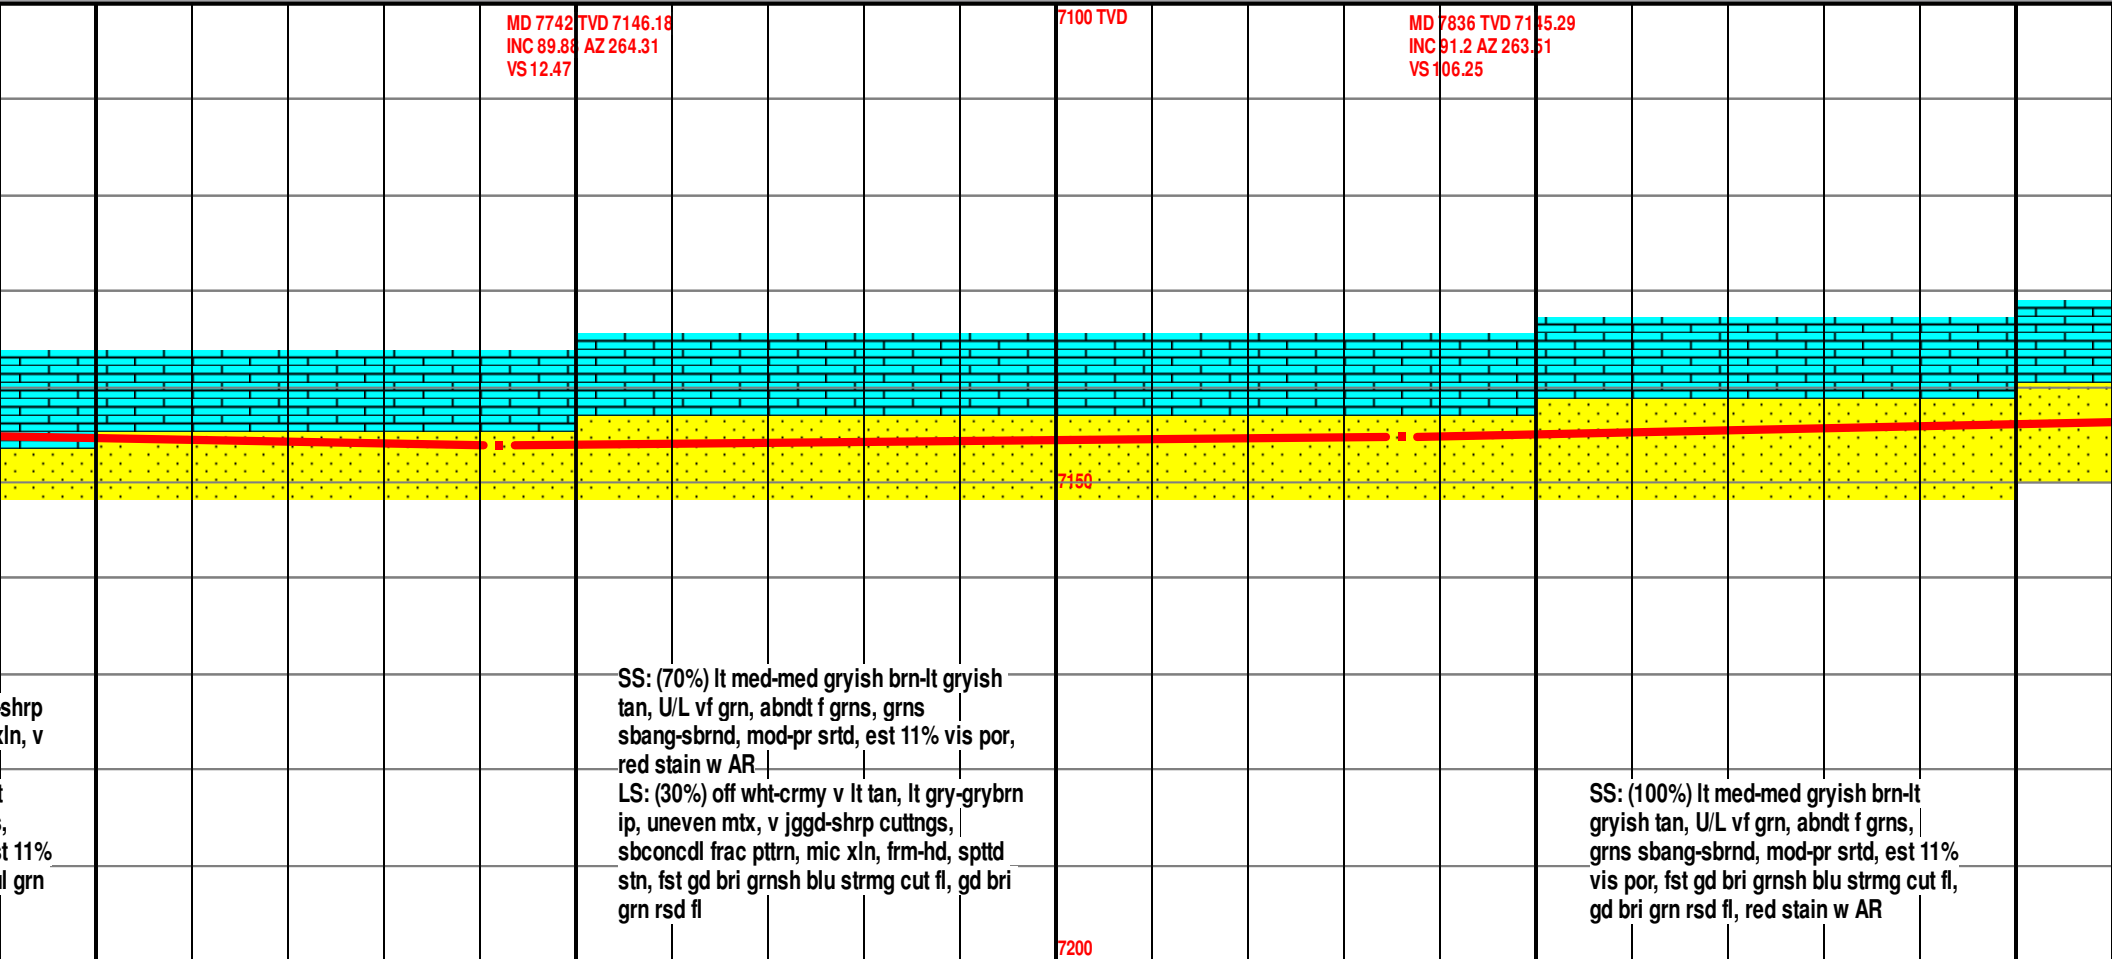 MD 7742 TVD 7146.18
INC 89.88 AZ 264.31
VS 12.47
7100 TVD
MD 7836 TVD 7145.29
INC 91.2 AZ 263.51
VS 106.25
7150
shrp
xln, v
11%
grn
SS: (70%) lt med-med gryish brn-lt gryish
tan, U/L vf grn, abndt f grns, grns
sbang-sbrnd, mod-pr srtd, est 11% vis por,
red stain w AR
LS: (30%) off wht-crmy v lt tan, lt gry-grybrn
ip, uneven mtx, v jggd-shrp cuttngs,
sbconcdl frac pttrn, mic xln, frm-hd, spttd
stn, fst gd bri grnsh blu strmg cut fl, gd bri
grn rsd fl
SS: (100%) lt med-med gryish brn-lt
gryish tan, U/L vf grn, abndt f grns,
grns sbang-sbrnd, mod-pr srtd, est 11%
vis por, fst gd bri grnsh blu strmg cut fl,
gd bri grn rsd fl, red stain w AR
7200